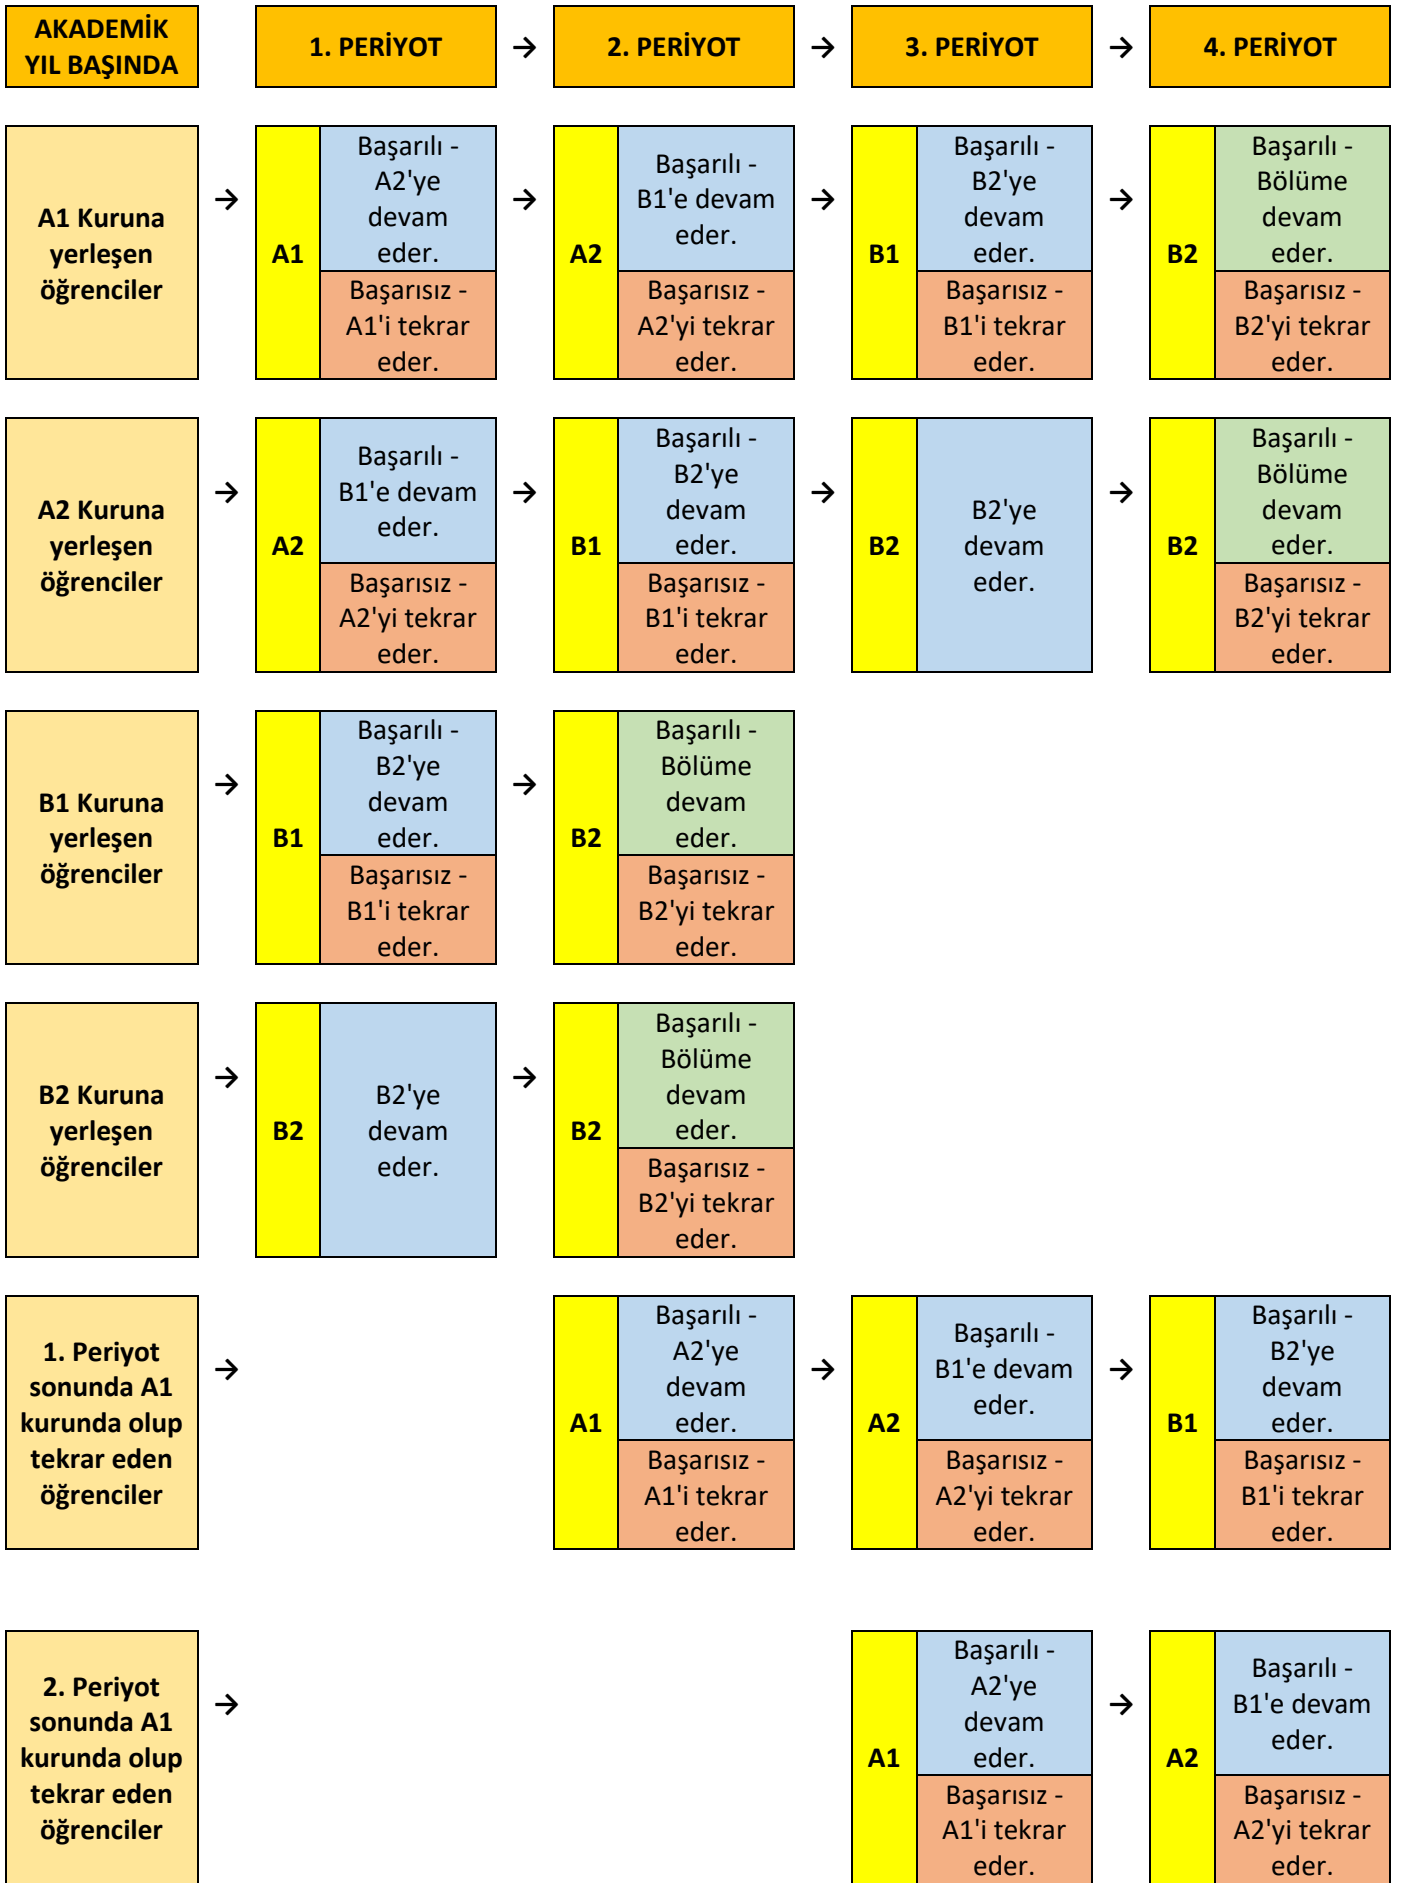 AKADEMİK
YIL BAŞINDA
1. PERİYOT
→
2. PERİYOT
→
3. PERİYOT
→
4. PERİYOT
A1 Kuruna
yerleşen
öğrenciler
→
A1
Başarılı -
A2'ye
devam
eder.
Başarısız -
A1'i tekrar
eder.
→
A2
Başarılı -
B1'e devam
eder.
Başarısız -
A2'yi tekrar
eder.
→
B1
Başarılı -
B2'ye
devam
eder.
Başarısız -
B1'i tekrar
eder.
→
B2
Başarılı -
Bölüme
devam
eder.
Başarısız -
B2'yi tekrar
eder.
A2 Kuruna
yerleşen
öğrenciler
→
A2
Başarılı -
B1'e devam
eder.
Başarısız -
A2'yi tekrar
eder.
→
B1
Başarılı -
B2'ye
devam
eder.
Başarısız -
B1'i tekrar
eder.
→
B2
B2'ye
devam
eder.
→
B2
Başarılı -
Bölüme
devam
eder.
Başarısız -
B2'yi tekrar
eder.
B1 Kuruna
yerleşen
öğrenciler
→
B1
Başarılı -
B2'ye
devam
eder.
Başarısız -
B1'i tekrar
eder.
→
B2
Başarılı -
Bölüme
devam
eder.
Başarısız -
B2'yi tekrar
eder.
B2 Kuruna
yerleşen
öğrenciler
→
B2
B2'ye
devam
eder.
→
B2
Başarılı -
Bölüme
devam
eder.
Başarısız -
B2'yi tekrar
eder.
1. Periyot
sonunda A1
kurunda olup
tekrar eden
öğrenciler
→
A1
Başarılı -
A2'ye
devam
eder.
Başarısız -
A1'i tekrar
eder.
→
A2
Başarılı -
B1'e devam
eder.
Başarısız -
A2'yi tekrar
eder.
→
B1
Başarılı -
B2'ye
devam
eder.
Başarısız -
B1'i tekrar
eder.
2. Periyot
sonunda A1
kurunda olup
tekrar eden
öğrenciler
→
A1
Başarılı -
A2'ye
devam
eder.
Başarısız -
A1'i tekrar
eder.
→
A2
Başarılı -
B1'e devam
eder.
Başarısız -
A2'yi tekrar
eder.